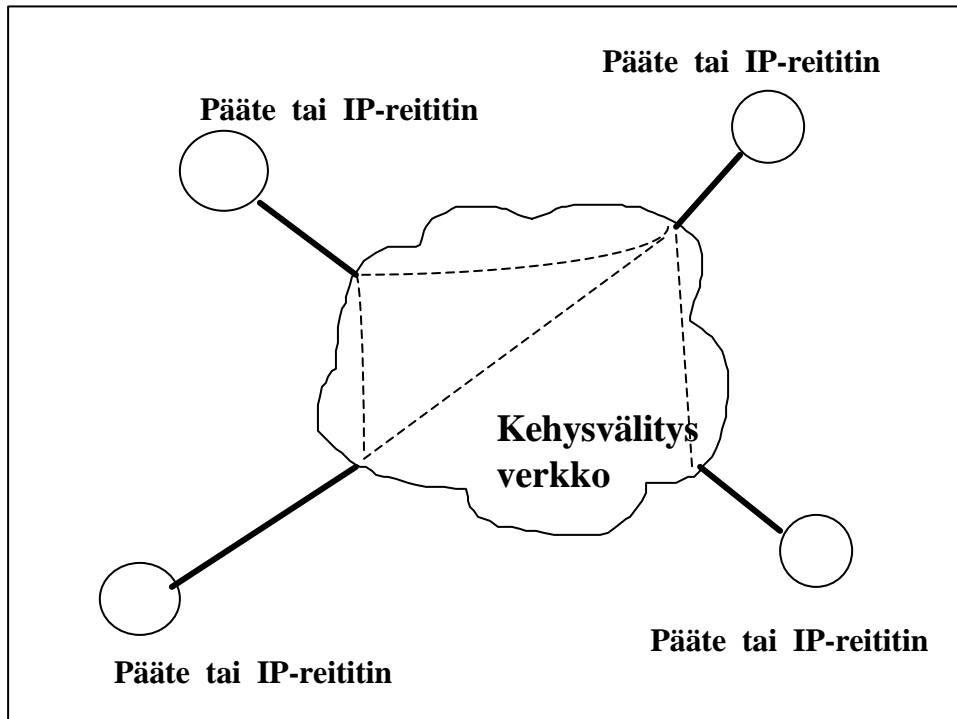 Pääte tai IP-reititin
Pääte tai IP-reititin
Kehysvälitys
verkko
Pääte tai IP-reititin
Pääte tai IP-reititin